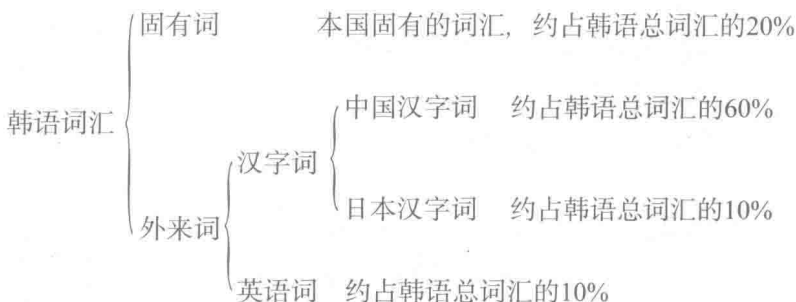 固有词 本国固有的词汇, 约占韩语总词汇的20%
中国汉字词 约占韩语总词汇的60%
韩语词汇
汉字词
日本汉字词 约占韩语总词汇的10%
外来词
英语词 约占韩语总词汇的10%